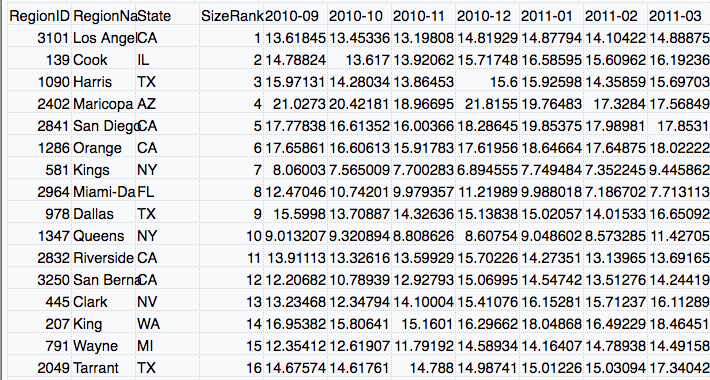 RegionID RegionNa State SizeRank 2010-09 2010-10 2010-11 2010-12 2011-01 2011-02 2011-03
3101 Los Angel CA 1 13.61845 13.45336 13.19808 14.81929 14.87794 14.10422 14.88875
139 Cook IL 2 14.78824 13.617 13.92062 15.71748 16.58595 15.60962 16.19236
1090 Harris TX 3 15.97131 14.28034 13.86453 15.6 15.92598 14.35859 15.69703
2402 Maricopa AZ 4 21.0273 20.42181 18.96695 21.8155 19.76483 17.3284 17.56849
2841 San Diego CA 5 17.77838 16.61352 16.00366 18.28645 19.85375 17.98981 17.8531
1286 Orange CA 6 17.65861 16.60613 15.91783 17.61956 18.64664 17.64875 18.02222
581 Kings NY 7 8.06003 7.565009 7.700283 6.894555 7.749484 7.352245 9.445862
2964 Miami-Da FL 8 12.47046 10.74201 9.979357 11.21989 9.988018 7.186702 7.713113
978 Dallas TX 9 15.5998 13.70887 14.32636 15.13838 15.02057 14.01533 16.65092
1347 Queens NY 10 9.013207 9.320894 8.808626 8.60754 9.048602 8.573285 11.42705
2832 Riverside CA 11 13.91113 13.32616 13.59929 15.70226 14.27351 13.13965 13.69165
3250 San Berna CA 12 12.20682 10.78939 12.92793 15.06995 14.54742 13.51276 14.24419
445 Clark NV 13 13.23468 12.34794 14.10004 15.41076 16.15281 15.71237 16.11289
207 King WA 14 16.95382 15.80641 15.1601 16.29662 18.04868 16.49229 18.46451
791 Wayne MI 15 12.35412 12.61907 11.79192 14.58934 14.16407 14.78938 14.49158
2049 Tarrant TX 16 14.67574 14.61761 14.788 14.98741 15.01226 15.03094 17.34042